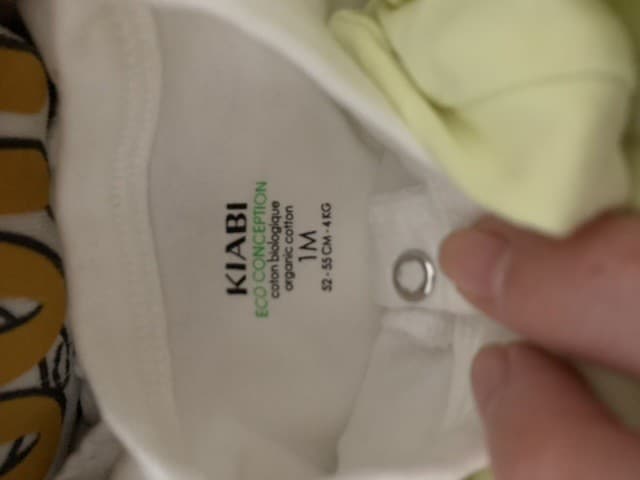 KIABI
ECO CONCEPTION
coton biologique
organic cotton
1M
52 - 55 CM - 4 KG